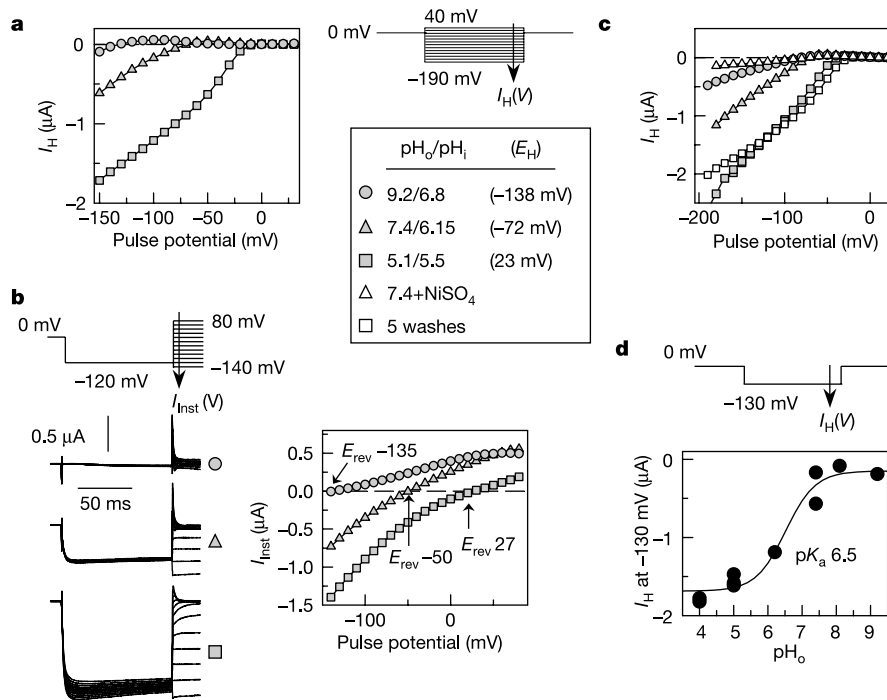 a
0
−1
−2
I_H (μA)
−150 −100 −50 0
Pulse potential (mV)
0 mV
40 mV
−190 mV
I_H(V)
pH_o/pH_i (E_H)
9.2/6.8 (−138 mV)
7.4/6.15 (−72 mV)
5.1/5.5 (23 mV)
7.4+NiSO₄
5 washes
c
0
−1
−2
I_H (μA)
−200 −100 0
Pulse potential (mV)
b
0 mV
80 mV
−120 mV
−140 mV
I_Inst (V)
0.5 μA
50 ms
0.5
0.0
−0.5
−1.0
−1.5
I_Inst (μA)
E_rev −135
E_rev −50
E_rev 27
−100 0
Pulse potential (mV)
d
0 mV
−130 mV
I_H(V)
0
−1
−2
I_H at −130 mV (μA)
pK_a 6.5
4 5 6 7 8 9
pH_o